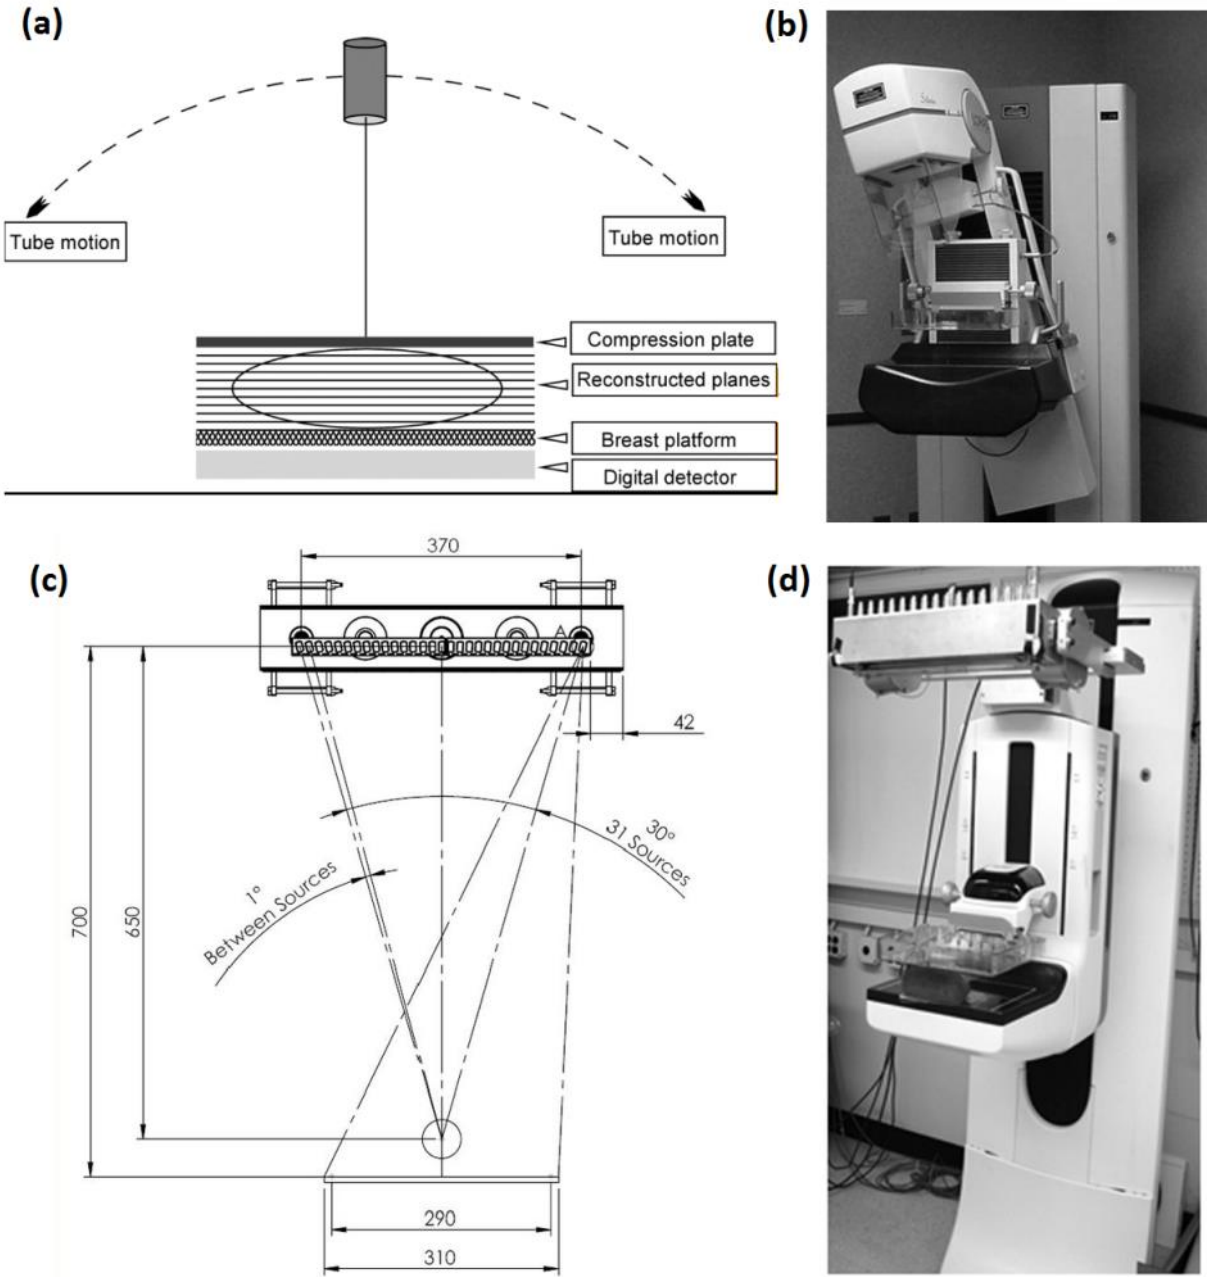 (a)
(b)
Tube motion
Tube motion
Compression plate
Reconstructed planes
Breast platform
Digital detector
(c)
(d)
370
A
42
30°
31 Sources
1°
Between Sources
700
650
290
310